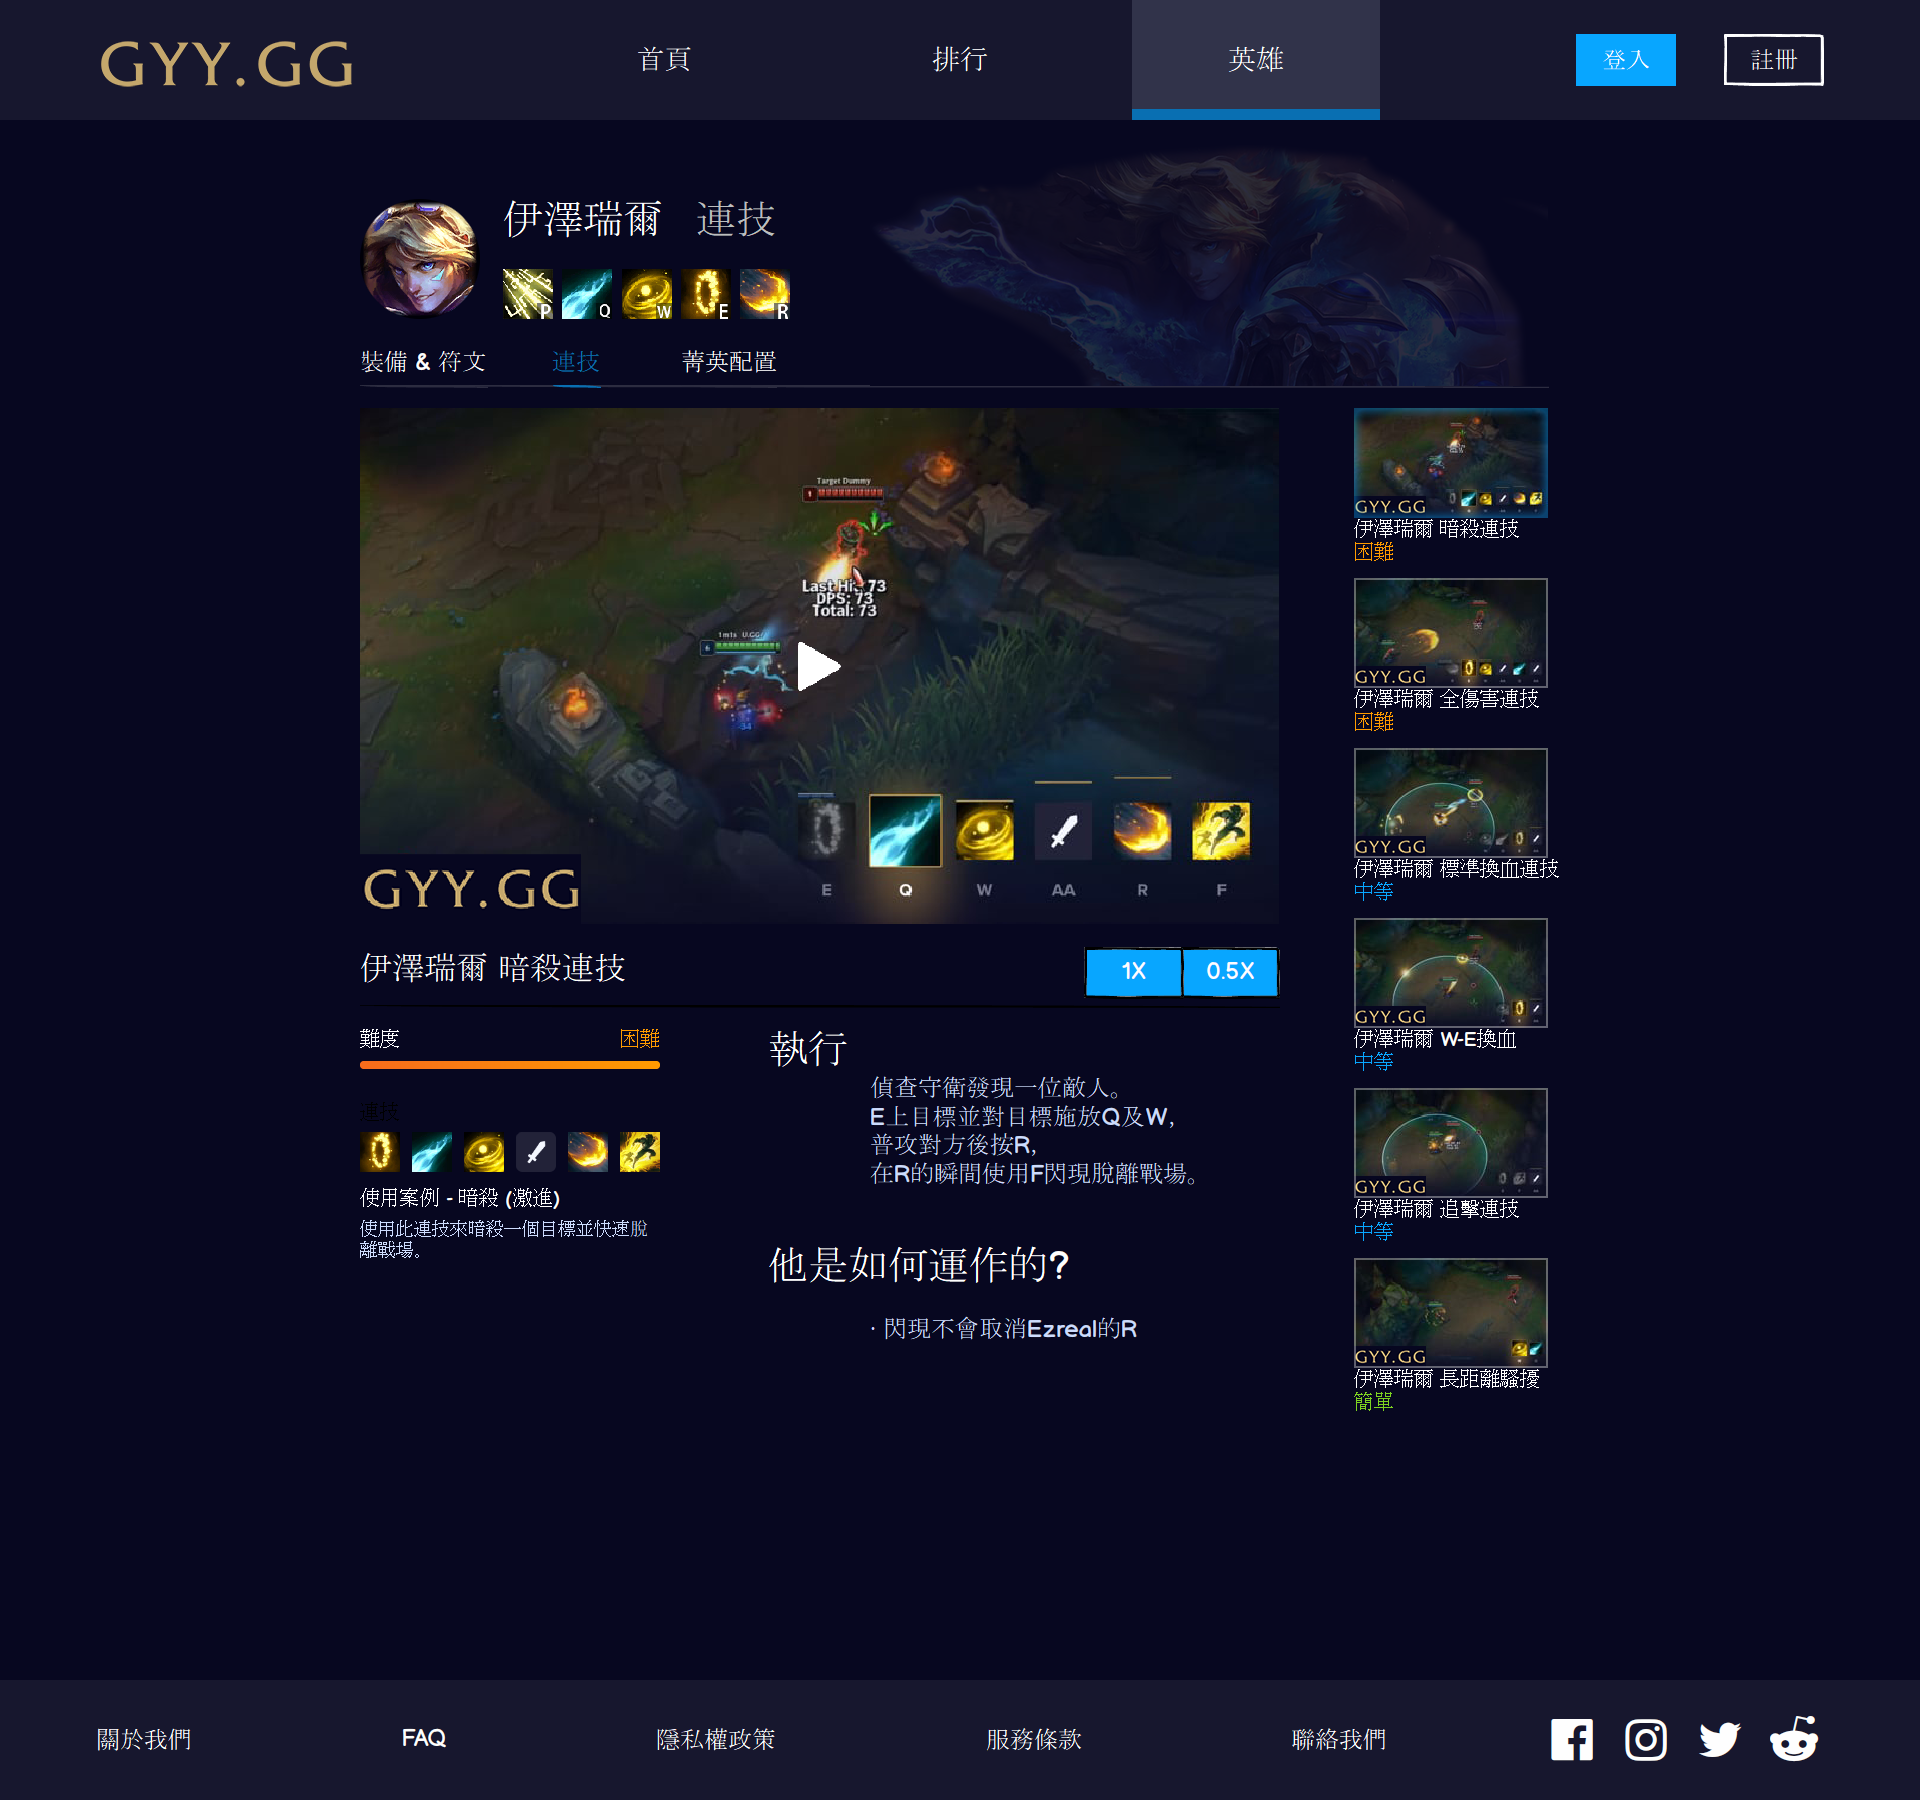 GYY.GG
首頁
排行
英雄
登入
註冊
伊澤瑞爾 連技
P
Q
W
E
R
裝備 & 符文
連技
菁英配置
Target Dummy
1
Last Hit: 73
DPS: 73
Total: 73
6
E
Q
W
AA
R
F
GYY.GG
伊澤瑞爾 暗殺連技
1X
0.5X
難度
困難
連技
使用案例 - 暗殺 (激進)
使用此連技來暗殺一個目標並快速脫
離戰場。
執行
偵查守衛發現一位敵人。
E上目標並對目標施放Q及W,
普攻對方後按R,
在R的瞬間使用F閃現脫離戰場。
他是如何運作的?
· 閃現不會取消Ezreal的R
GYY.GG
伊澤瑞爾 暗殺連技
困難
GYY.GG
伊澤瑞爾 全傷害連技
困難
GYY.GG
伊澤瑞爾 標準換血連技
中等
GYY.GG
伊澤瑞爾 W-E換血
中等
GYY.GG
伊澤瑞爾 追擊連技
中等
GYY.GG
伊澤瑞爾 長距離騷擾
簡單
關於我們
FAQ
隱私權政策
服務條款
聯絡我們